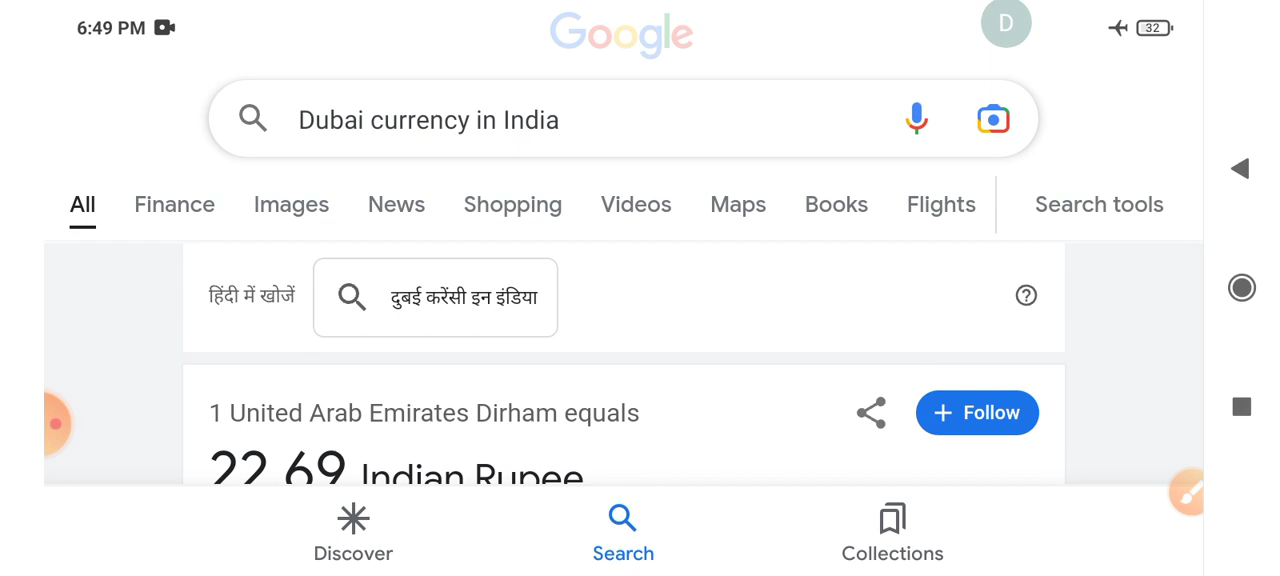 6:49 PM
Google
D
32
Dubai currency in India
All Finance Images News Shopping Videos Maps Books Flights Search tools
हिंदी में खोजें दुबई करेंसी इन इंडिया
1 United Arab Emirates Dirham equals
+ Follow
22.69 Indian Rupee
Discover Search Collections